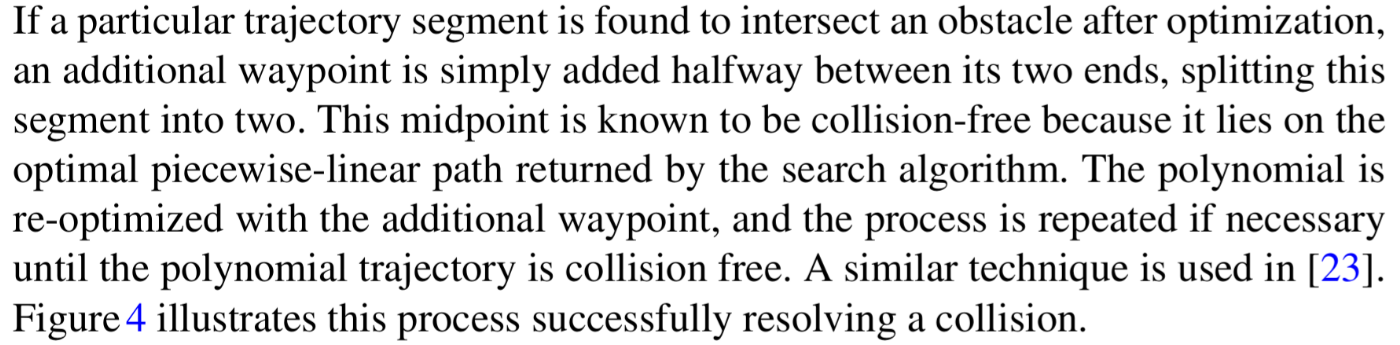 If a particular trajectory segment is found to intersect an obstacle after optimization,
an additional waypoint is simply added halfway between its two ends, splitting this
segment into two. This midpoint is known to be collision-free because it lies on the
optimal piecewise-linear path returned by the search algorithm. The polynomial is
re-optimized with the additional waypoint, and the process is repeated if necessary
until the polynomial trajectory is collision free. A similar technique is used in [23].
Figure 4 illustrates this process successfully resolving a collision.